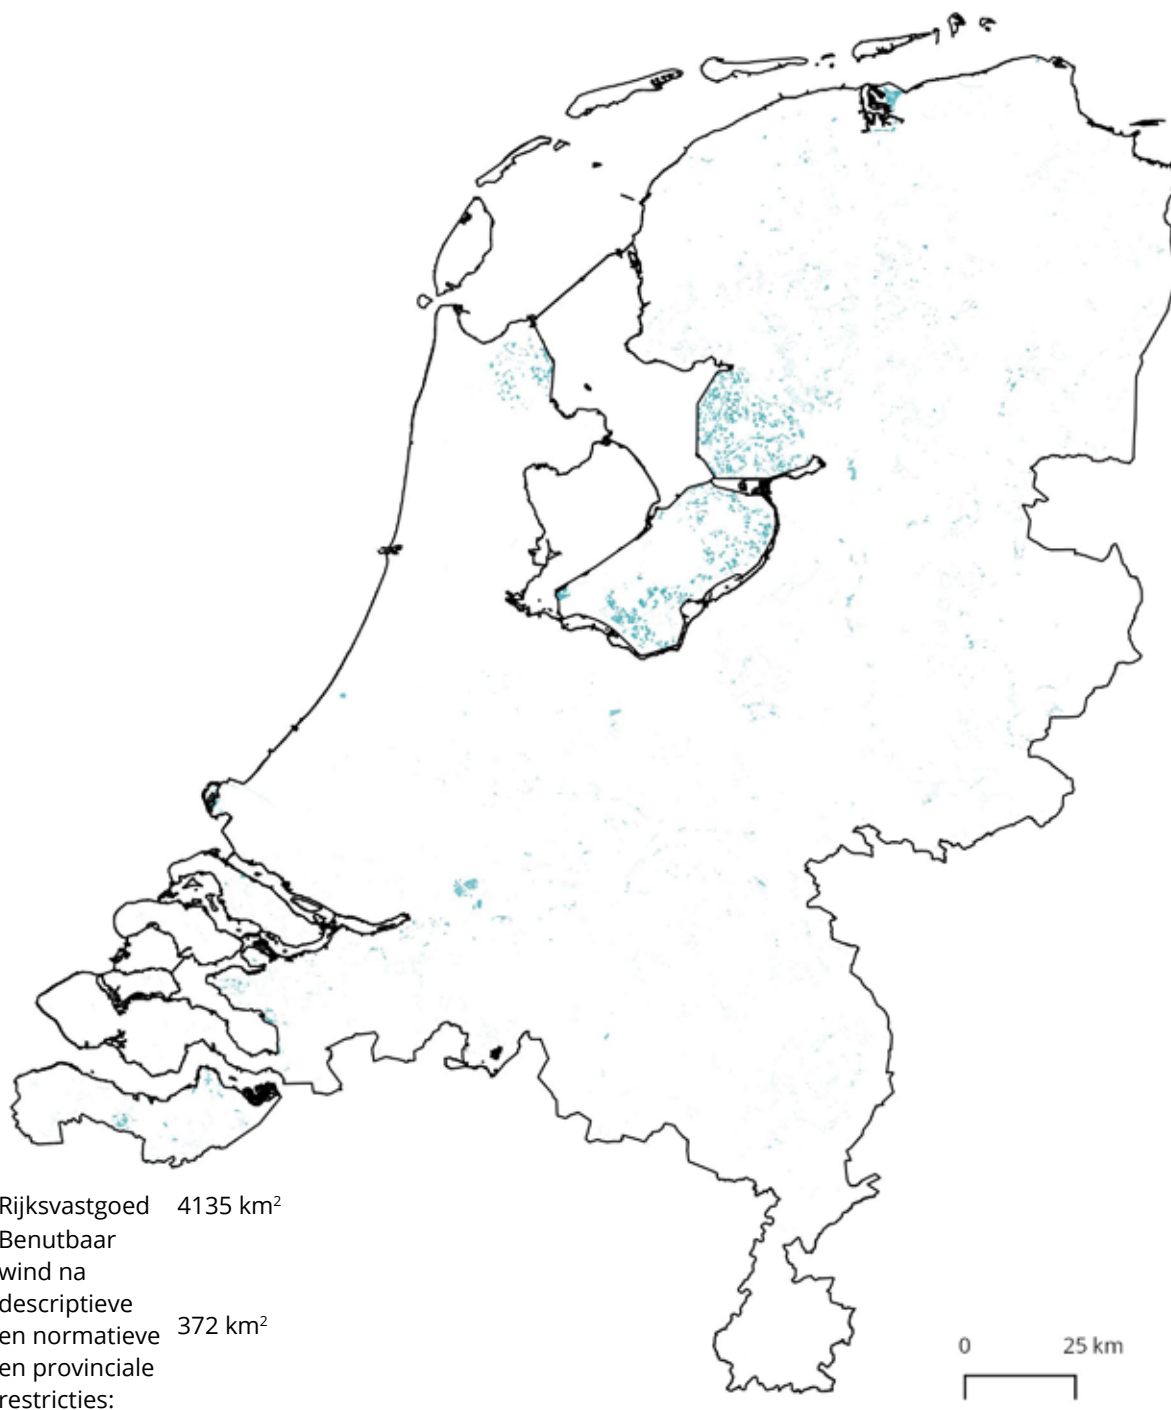 Rijksvastgoed 4135 km²
Benutbaar
wind na
descriptieve
en normatieve 372 km²
en provinciale
restricties:
0 25 km